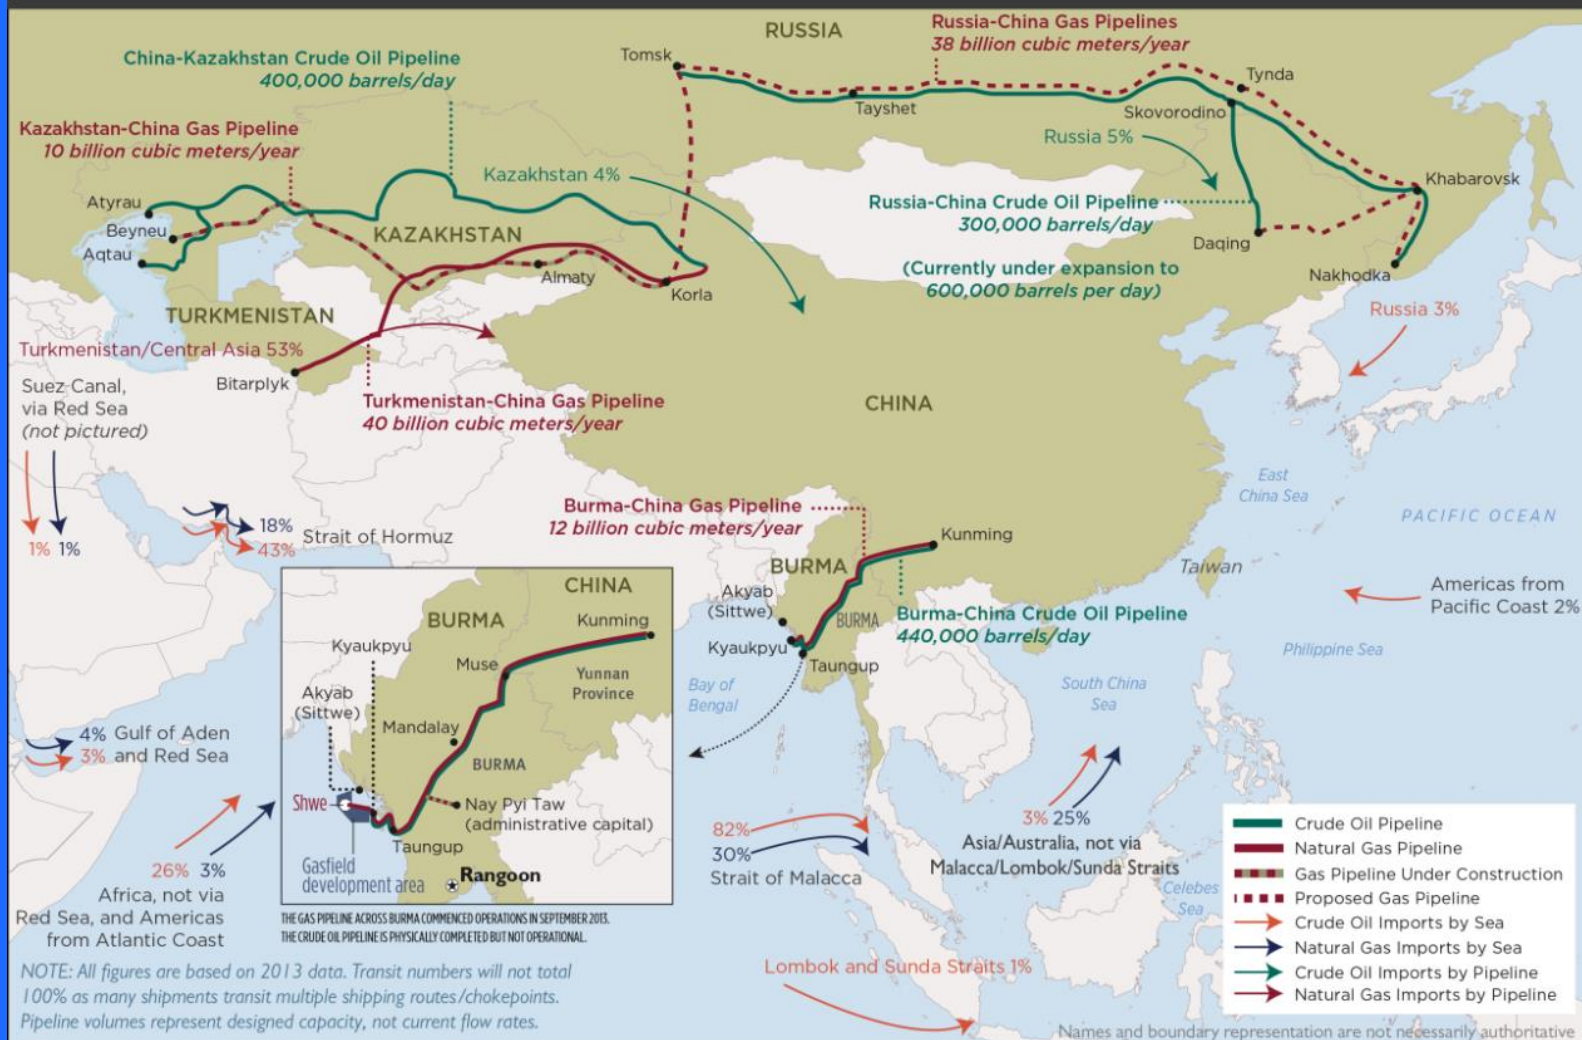 RUSSIA
Russia-China Gas Pipelines
38 billion cubic meters/year
China-Kazakhstan Crude Oil Pipeline
400,000 barrels/day
Tomsk
Tayshet
Tynda
Skovorodino
Kazakhstan-China Gas Pipeline
10 billion cubic meters/year
Russia 5%
Kazakhstan 4%
Khabarovsk
Atyrau
Beyneu
Aqtau
KAZAKHSTAN
Russia-China Crude Oil Pipeline
300,000 barrels/day
(Currently under expansion to
600,000 barrels per day)
Daqing
Nakhodka
Almaty
Korla
TURKMENISTAN
Russia 3%
Turkmenistan/Central Asia 53%
Bitarplyk
Suez Canal,
via Red Sea
(not pictured)
1% 1%
Turkmenistan-China Gas Pipeline
40 billion cubic meters/year
CHINA
East
China Sea
PACIFIC OCEAN
18%
43%
Strait of Hormuz
Burma-China Gas Pipeline
12 billion cubic meters/year
Kunming
BURMA
Taiwan
Akyab
(Sittwe)
BURMA
Kyaukpyu
Taungup
Burma-China Crude Oil Pipeline
440,000 barrels/day
Americas from
Pacific Coast 2%
Philippine Sea
Bay of
Bengal
South China
Sea
CHINA
BURMA
Kunming
Kyaukpyu
Muse
Yunnan
Province
Akyab
(Sittwe)
Mandalay
BURMA
Shwe
Nay Pyi Taw
(administrative capital)
Taungup
Gasfield
development area
Rangoon
THE GAS PIPELINE ACROSS BURMA COMMENCED OPERATIONS IN SEPTEMBER 2013.
THE CRUDE OIL PIPELINE IS PHYSICALLY COMPLETED BUT NOT OPERATIONAL.
4%
3%
Gulf of Aden
and Red Sea
26% 3%
Africa, not via
Red Sea, and Americas
from Atlantic Coast
82%
30%
Strait of Malacca
3% 25%
Asia/Australia, not via
Malacca/Lombok/Sunda Straits
Celebes
Sea
Lombok and Sunda Straits 1%
Crude Oil Pipeline
Natural Gas Pipeline
Gas Pipeline Under Construction
Proposed Gas Pipeline
Crude Oil Imports by Sea
Natural Gas Imports by Sea
Crude Oil Imports by Pipeline
Natural Gas Imports by Pipeline
NOTE: All figures are based on 2013 data. Transit numbers will not total
100% as many shipments transit multiple shipping routes/chokepoints.
Pipeline volumes represent designed capacity, not current flow rates.
Names and boundary representation are not necessarily authoritative